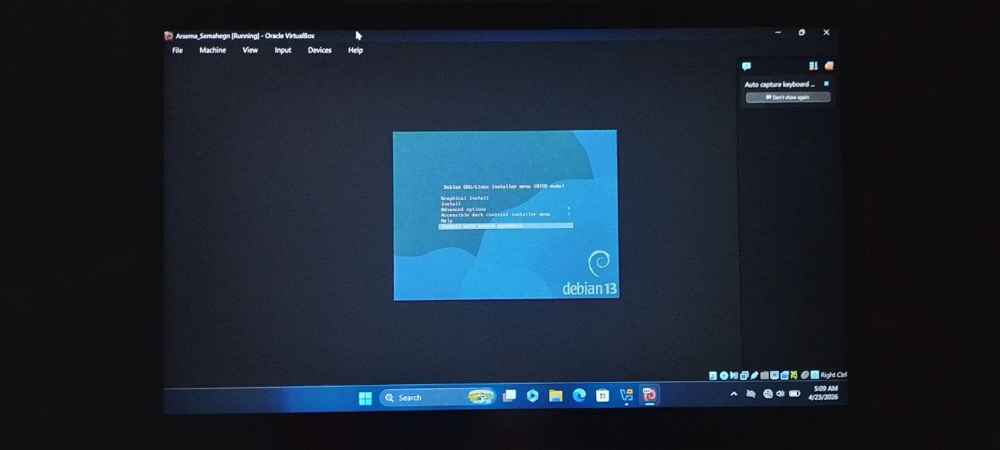 Arsema_Semahegn [Running] - Oracle VirtualBox
File Machine View Input Devices Help
Auto capture keyboard ...
Don't show again
Debian GNU/Linux installer menu (BIOS mode)
Graphical install
Install
Advanced options >
Accessible dark contrast installer menu >
Help
Install with speech synthesis
debian 13
Right Ctrl
Search
5:09 AM
4/23/2026